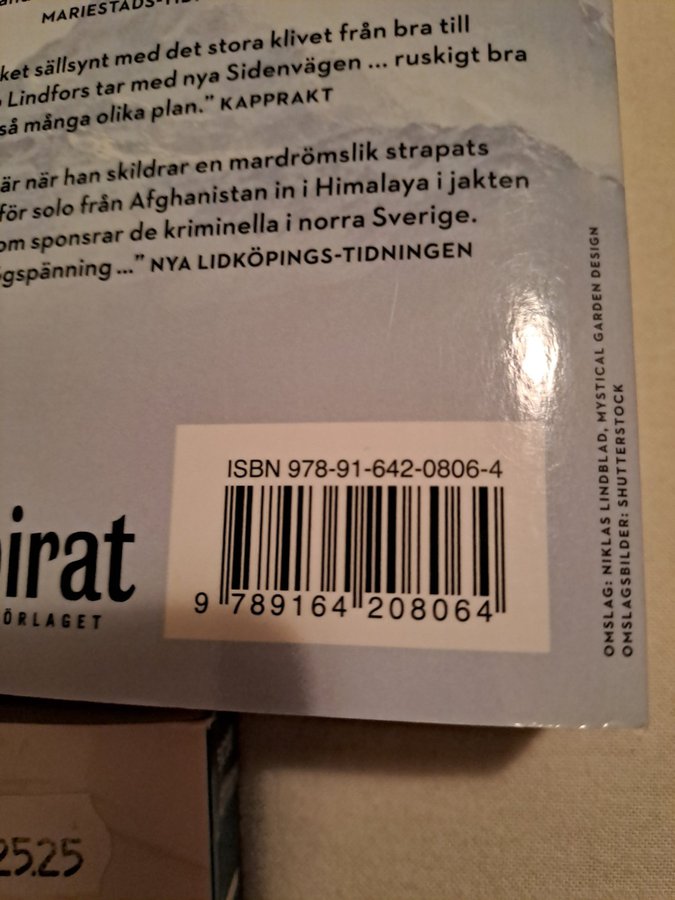 MARIESTADS-
ket sällsynt med det stora klivet från bra till
Lindfors tar med nya Sidenvägen ... ruskigt bra
så många olika plan.” KAPPRAKT
är när han skildrar en mardrömslik strapats
för solo från Afghanistan in i Himalaya i jakten
om sponsrar de kriminella i norra Sverige.
gspänning ...” NYA LIDKÖPINGS-TIDNINGEN
OMSLAG: NIKLAS LINDBLAD, MYSTICAL GARDEN DESIGN
OMSLAGSBILDER: SHUTTERSTOCK
ISBN 978-91-642-0806-4
9 789164 208064
irat
ÖRLAGET
25.25